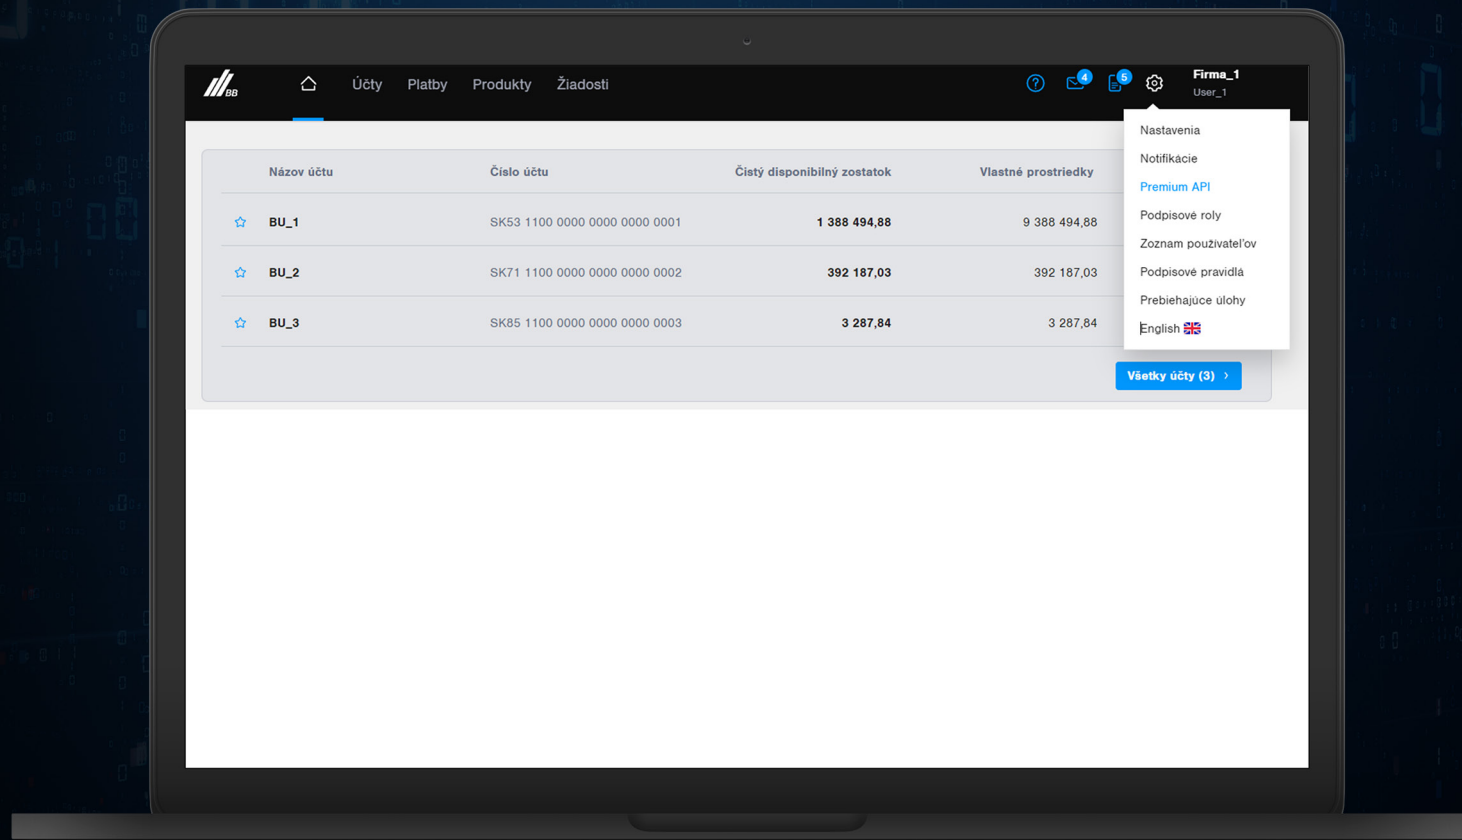 BB
Účty Platby Produkty Žiadosti
4 5
Firma_1
User_1
Nastavenia
Notifikácie
Premium API
Podpisové roly
Zoznam používateľov
Podpisové pravidlá
Prebiehajúce úlohy
English
Názov účtu Číslo účtu Čistý disponibilný zostatok Vlastné prostriedky
BU_1 SK53 1100 0000 0000 0000 0001 1 388 494,88 9 388 494,88
BU_2 SK71 1100 0000 0000 0000 0002 392 187,03 392 187,03
BU_3 SK85 1100 0000 0000 0000 0003 3 287,84 3 287,84
Všetky účty (3)